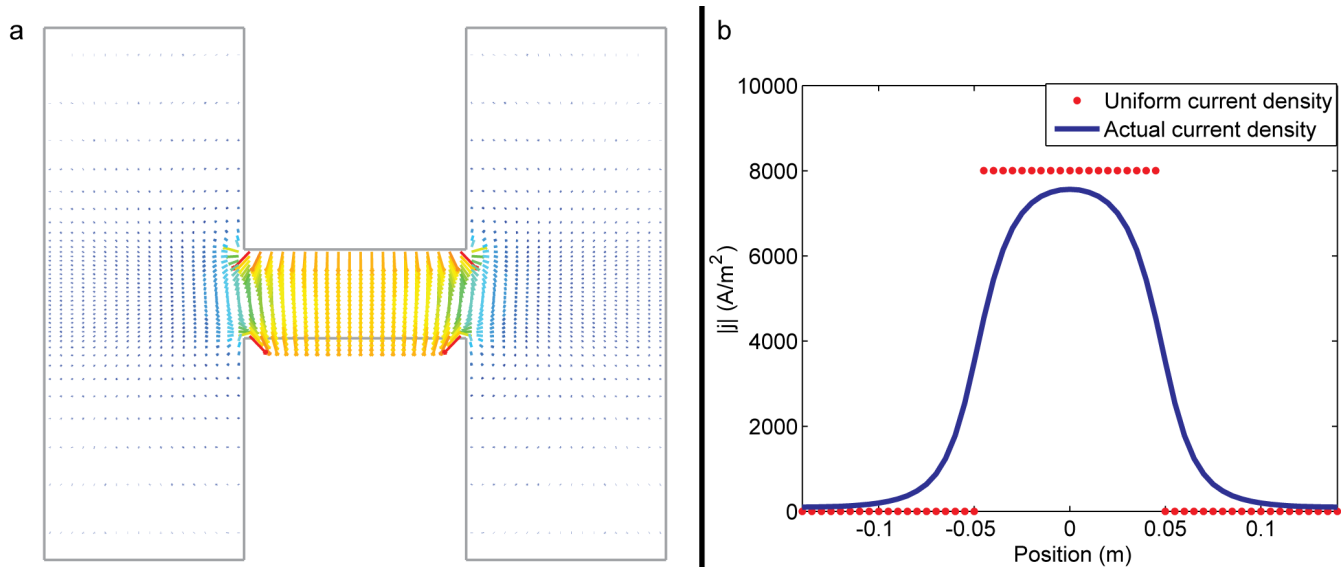 a
b
10000
8000
6000
4000
2000
0
|j| (A/m²)
Uniform current density
Actual current density
-0.1
-0.05
0
0.05
0.1
Position (m)